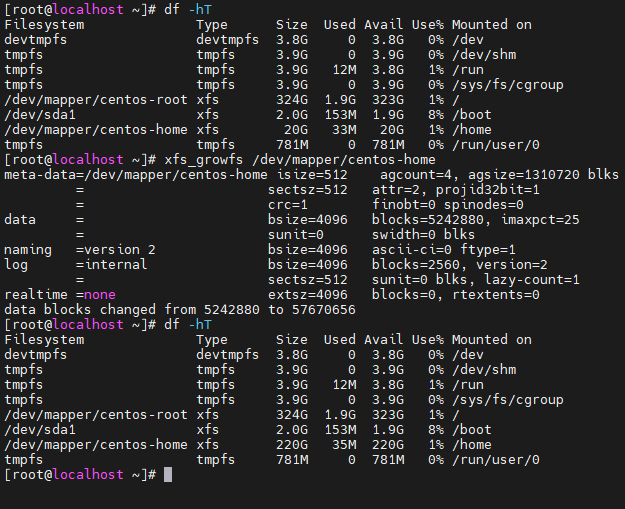 [root@localhost ~]# df -hT
Filesystem              Type      Size  Used Avail Use% Mounted on
devtmpfs                devtmpfs  3.8G     0  3.8G   0% /dev
tmpfs                   tmpfs     3.9G     0  3.9G   0% /dev/shm
tmpfs                   tmpfs     3.9G   12M  3.8G   1% /run
tmpfs                   tmpfs     3.9G     0  3.9G   0% /sys/fs/cgroup
/dev/mapper/centos-root xfs       324G  1.9G  323G   1% /
/dev/sda1               xfs       2.0G  153M  1.9G   8% /boot
/dev/mapper/centos-home xfs        20G   33M   20G   1% /home
tmpfs                   tmpfs     781M     0  781M   0% /run/user/0
[root@localhost ~]# xfs_growfs /dev/mapper/centos-home
meta-data=/dev/mapper/centos-home isize=512    agcount=4, agsize=1310720 blks
         =                       sectsz=512   attr=2, projid32bit=1
         =                       crc=1        finobt=0 spinodes=0
data     =                       bsize=4096   blocks=5242880, imaxpct=25
         =                       sunit=0      swidth=0 blks
naming   =version 2              bsize=4096   ascii-ci=0 ftype=1
log      =internal               bsize=4096   blocks=2560, version=2
         =                       sectsz=512   sunit=0 blks, lazy-count=1
realtime =none                   extsz=4096   blocks=0, rtextents=0
data blocks changed from 5242880 to 57670656
[root@localhost ~]# df -hT
Filesystem              Type      Size  Used Avail Use% Mounted on
devtmpfs                devtmpfs  3.8G     0  3.8G   0% /dev
tmpfs                   tmpfs     3.9G     0  3.9G   0% /dev/shm
tmpfs                   tmpfs     3.9G   12M  3.8G   1% /run
tmpfs                   tmpfs     3.9G     0  3.9G   0% /sys/fs/cgroup
/dev/mapper/centos-root xfs       324G  1.9G  323G   1% /
/dev/sda1               xfs       2.0G  153M  1.9G   8% /boot
/dev/mapper/centos-home xfs       220G   35M  220G   1% /home
tmpfs                   tmpfs     781M     0  781M   0% /run/user/0
[root@localhost ~]#